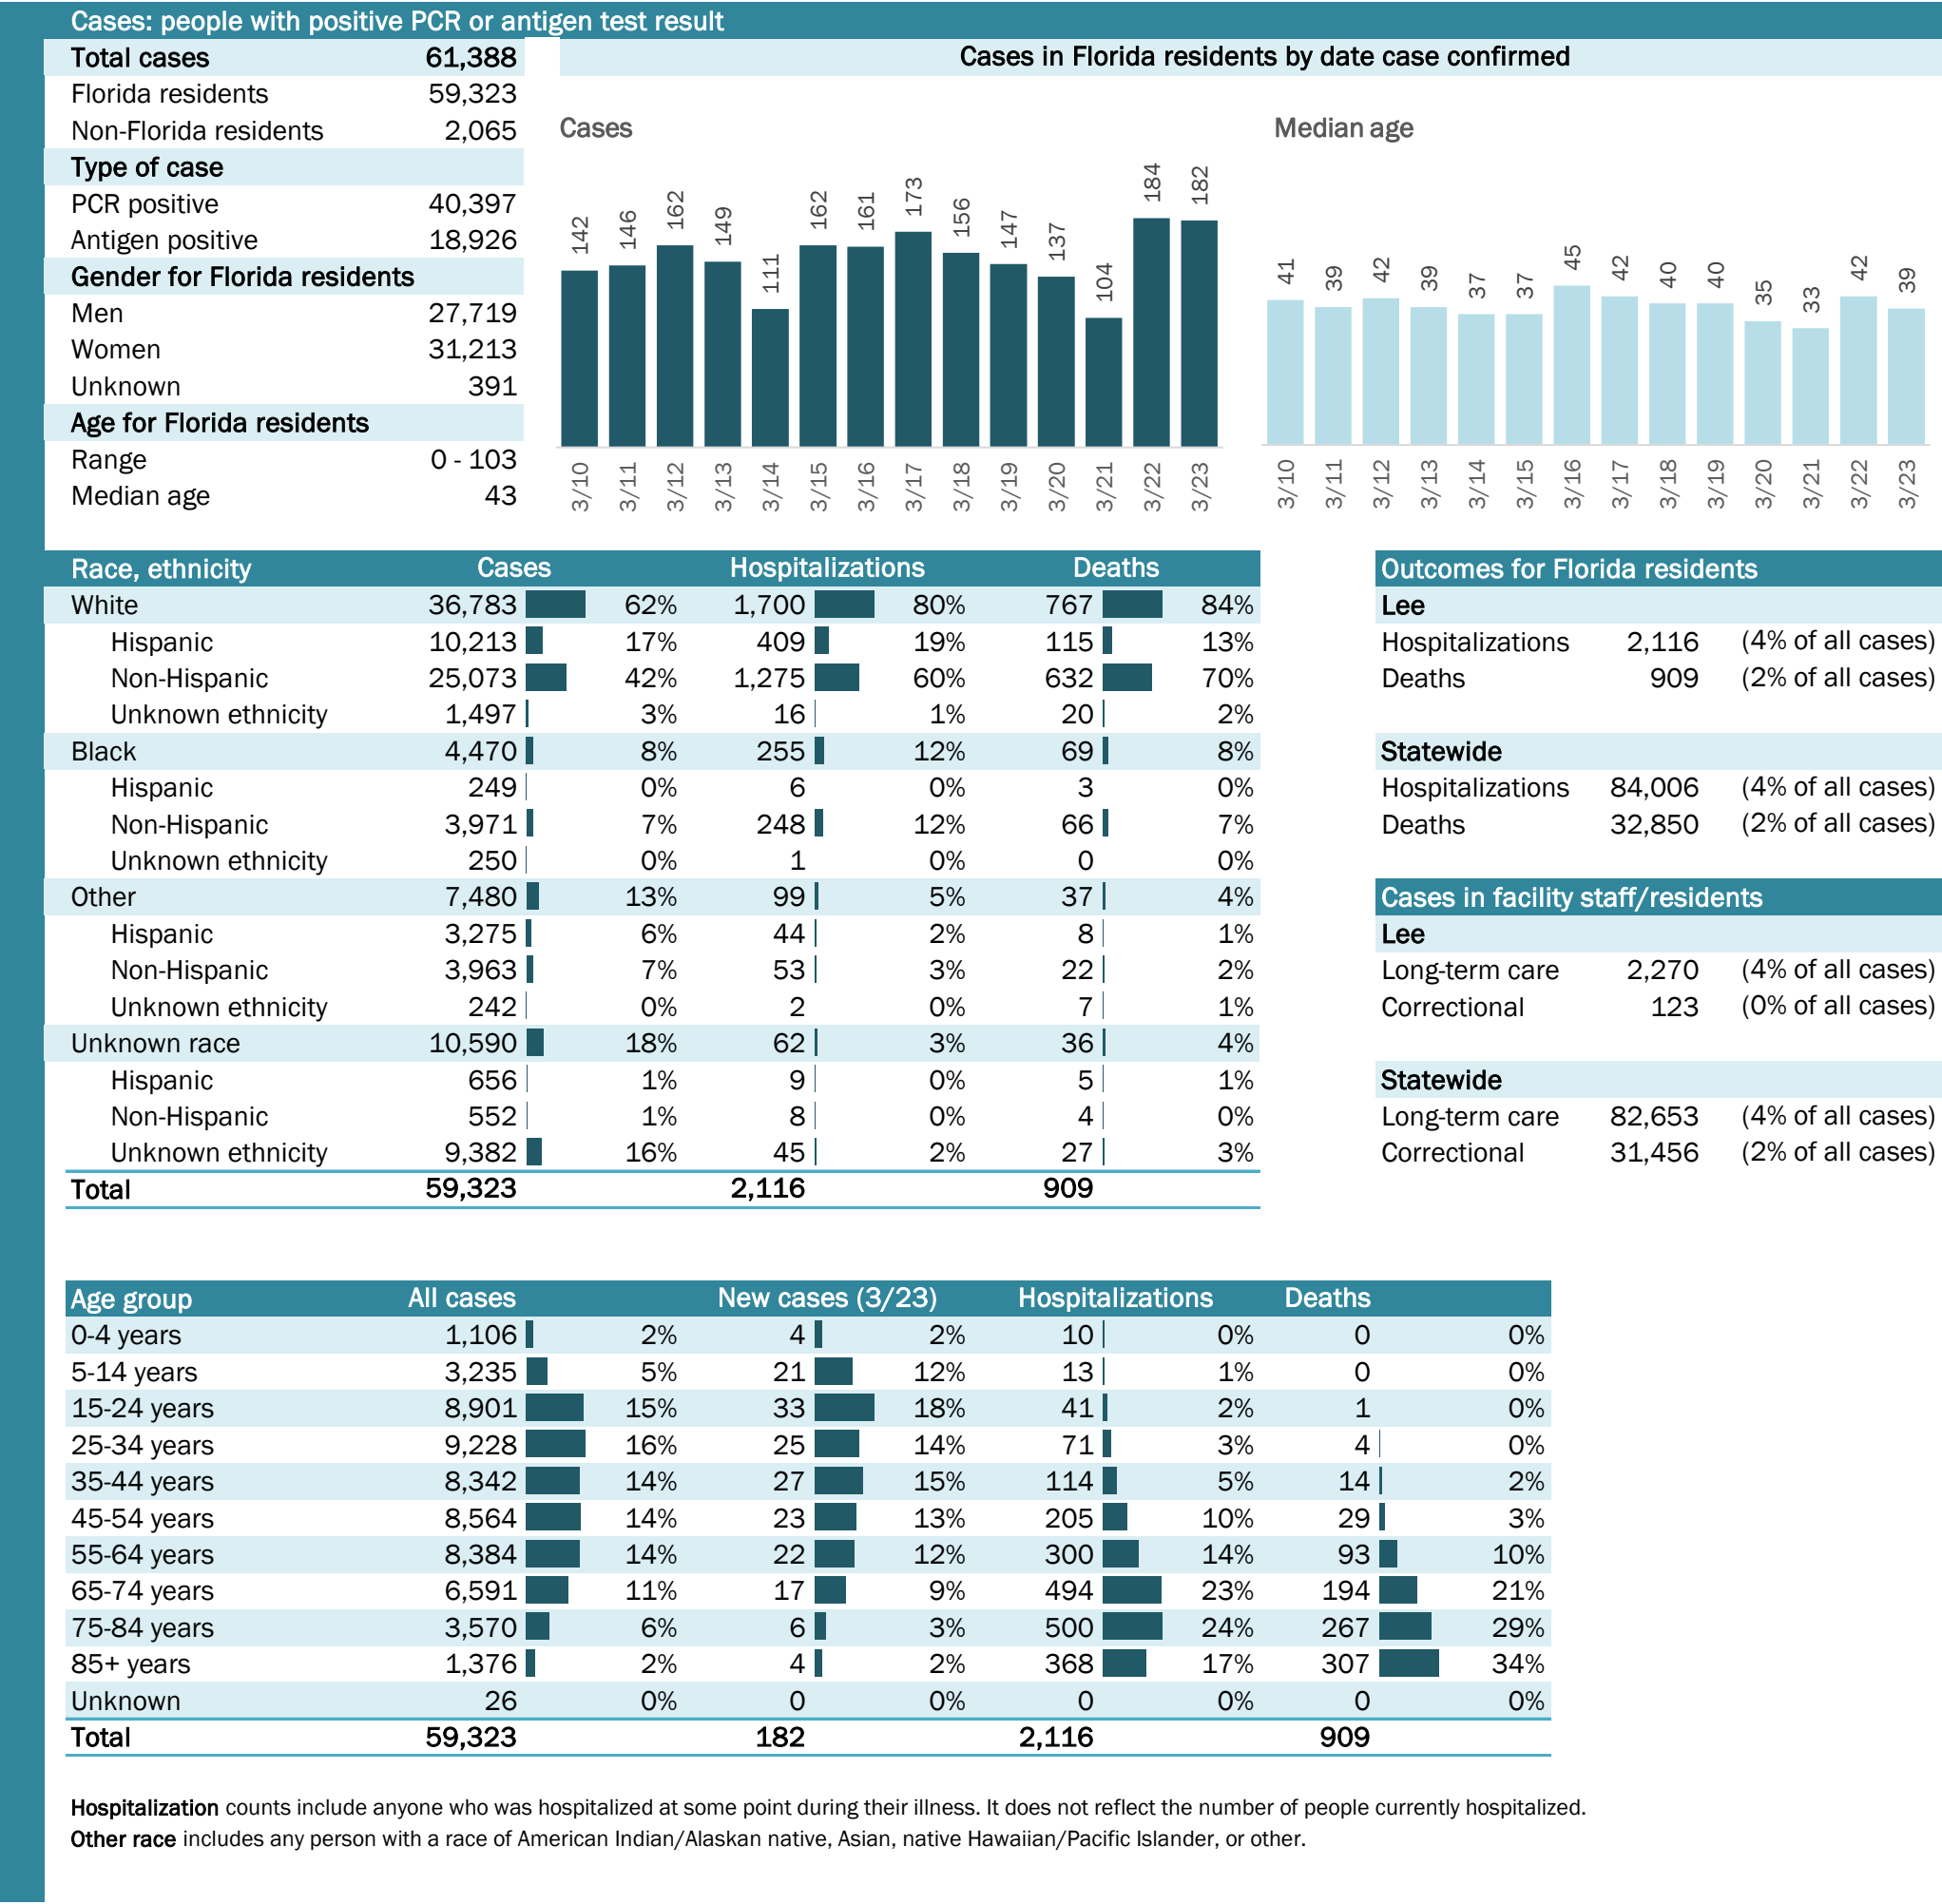 Cases: people with positive PCR or antigen test result
Total cases 61,388
Florida residents 59,323
Non-Florida residents 2,065
Type of case
PCR positive 40,397
Antigen positive 18,926
Gender for Florida residents
Men 27,719
Women 31,213
Unknown 391
Age for Florida residents
Range 0 - 103
Median age 43
Cases in Florida residents by date case confirmed
Cases
142 146 162 149 111 162 161 173 156 147 137 104 184 182
3/10 3/11 3/12 3/13 3/14 3/15 3/16 3/17 3/18 3/19 3/20 3/21 3/22 3/23
Median age
41 39 42 39 37 37 45 42 40 40 35 33 42 39
3/10 3/11 3/12 3/13 3/14 3/15 3/16 3/17 3/18 3/19 3/20 3/21 3/22 3/23
Race, ethnicity Cases Hospitalizations Deaths
White 36,783 62% 1,700 80% 767 84%
Hispanic 10,213 17% 409 19% 115 13%
Non-Hispanic 25,073 42% 1,275 60% 632 70%
Unknown ethnicity 1,497 3% 16 1% 20 2%
Black 4,470 8% 255 12% 69 8%
Hispanic 249 0% 6 0% 3 0%
Non-Hispanic 3,971 7% 248 12% 66 7%
Unknown ethnicity 250 0% 1 0% 0 0%
Other 7,480 13% 99 5% 37 4%
Hispanic 3,275 6% 44 2% 8 1%
Non-Hispanic 3,963 7% 53 3% 22 2%
Unknown ethnicity 242 0% 2 0% 7 1%
Unknown race 10,590 18% 62 3% 36 4%
Hispanic 656 1% 9 0% 5 1%
Non-Hispanic 552 1% 8 0% 4 0%
Unknown ethnicity 9,382 16% 45 2% 27 3%
Total 59,323 2,116 909
Outcomes for Florida residents
Lee
Hospitalizations 2,116 (4% of all cases)
Deaths 909 (2% of all cases)
Statewide
Hospitalizations 84,006 (4% of all cases)
Deaths 32,850 (2% of all cases)
Cases in facility staff/residents
Lee
Long-term care 2,270 (4% of all cases)
Correctional 123 (0% of all cases)
Statewide
Long-term care 82,653 (4% of all cases)
Correctional 31,456 (2% of all cases)
Age group All cases New cases (3/23) Hospitalizations Deaths
0-4 years 1,106 2% 4 2% 10 0% 0 0%
5-14 years 3,235 5% 21 12% 13 1% 0 0%
15-24 years 8,901 15% 33 18% 41 2% 1 0%
25-34 years 9,228 16% 25 14% 71 3% 4 0%
35-44 years 8,342 14% 27 15% 114 5% 14 2%
45-54 years 8,564 14% 23 13% 205 10% 29 3%
55-64 years 8,384 14% 22 12% 300 14% 93 10%
65-74 years 6,591 11% 17 9% 494 23% 194 21%
75-84 years 3,570 6% 6 3% 500 24% 267 29%
85+ years 1,376 2% 4 2% 368 17% 307 34%
Unknown 26 0% 0 0% 0 0% 0 0%
Total 59,323 182 2,116 909
Hospitalization counts include anyone who was hospitalized at some point during their illness. It does not reflect the number of people currently hospitalized.
Other race includes any person with a race of American Indian/Alaskan native, Asian, native Hawaiian/Pacific Islander, or other.